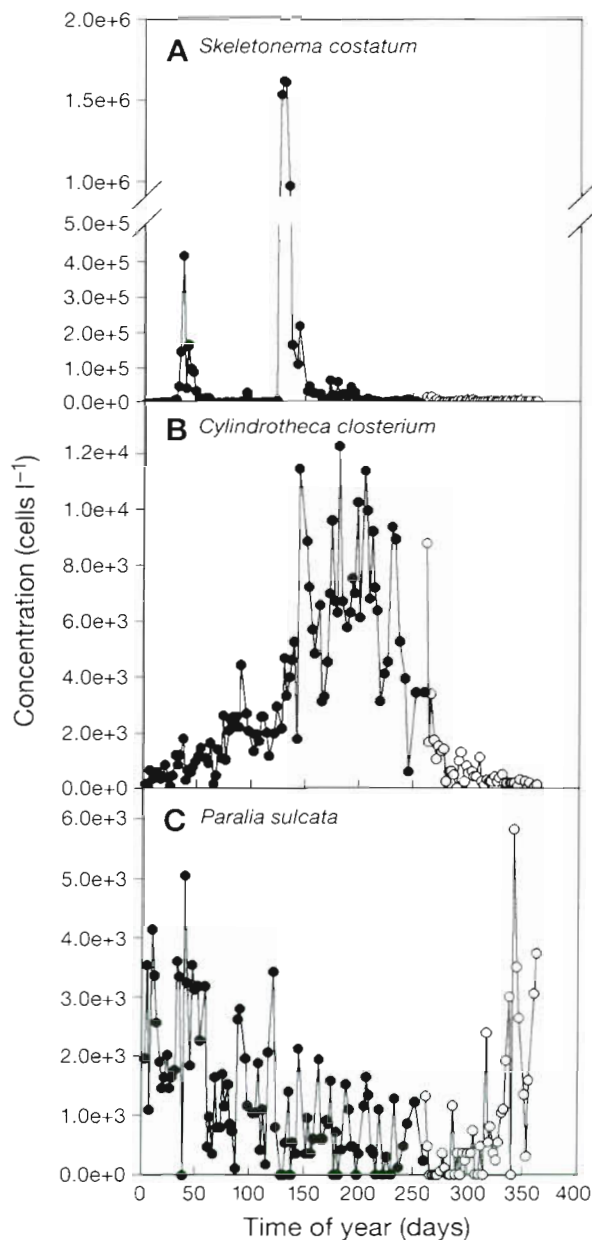 2.0e+6
A Skeletonema costatum
1.5e+6
1.0e+6
5.0e+5
4.0e+5
3.0e+5
2.0e+5
1.0e+5
0.0e+0
B Cylindrotheca closterium
1.2e+4
1.0e+4
8.0e+3
6.0e+3
4.0e+3
2.0e+3
0.0e+0
Concentration (cells l⁻¹)
C Paralia sulcata
6.0e+3
5.0e+3
4.0e+3
3.0e+3
2.0e+3
1.0e+3
0.0e+0
0 50 100 150 200 250 300 350 400
Time of year (days)